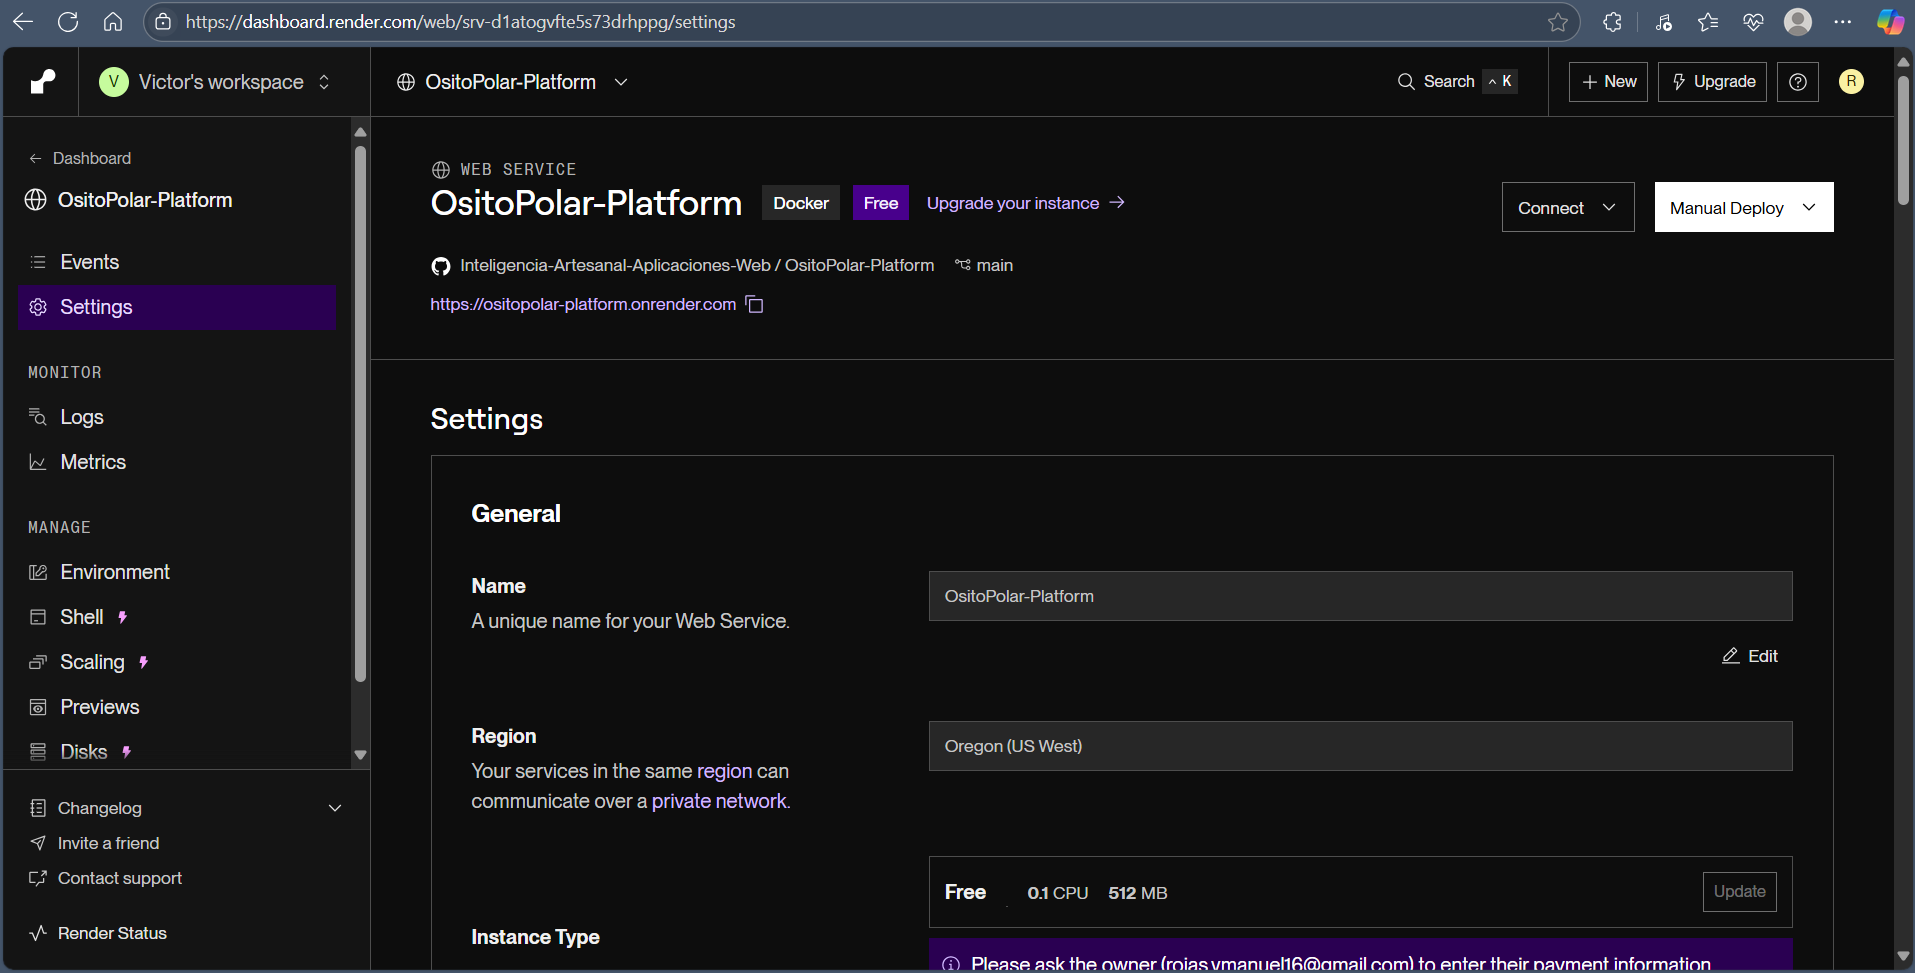 https://dashboard.render.com/web/srv-d1atogvfte5s73drhppg/settings
V Victor's workspace
OsitoPolar-Platform
Search ^ K
+ New
Upgrade
R
← Dashboard
OsitoPolar-Platform
Events
Settings
MONITOR
Logs
Metrics
MANAGE
Environment
Shell
Scaling
Previews
Disks
Changelog
Invite a friend
Contact support
Render Status
WEB SERVICE
OsitoPolar-Platform Docker Free Upgrade your instance →
Connect
Manual Deploy
Inteligencia-Artesanal-Aplicaciones-Web / OsitoPolar-Platform main
https://ositopolar-platform.onrender.com
Settings
General
Name
A unique name for your Web Service.
OsitoPolar-Platform
Edit
Region
Your services in the same region can
communicate over a private network.
Oregon (US West)
Instance Type
Free 0.1 CPU 512 MB
Update
Please ask the owner (rojas.vmanuel16@gmail.com) to enter their payment information